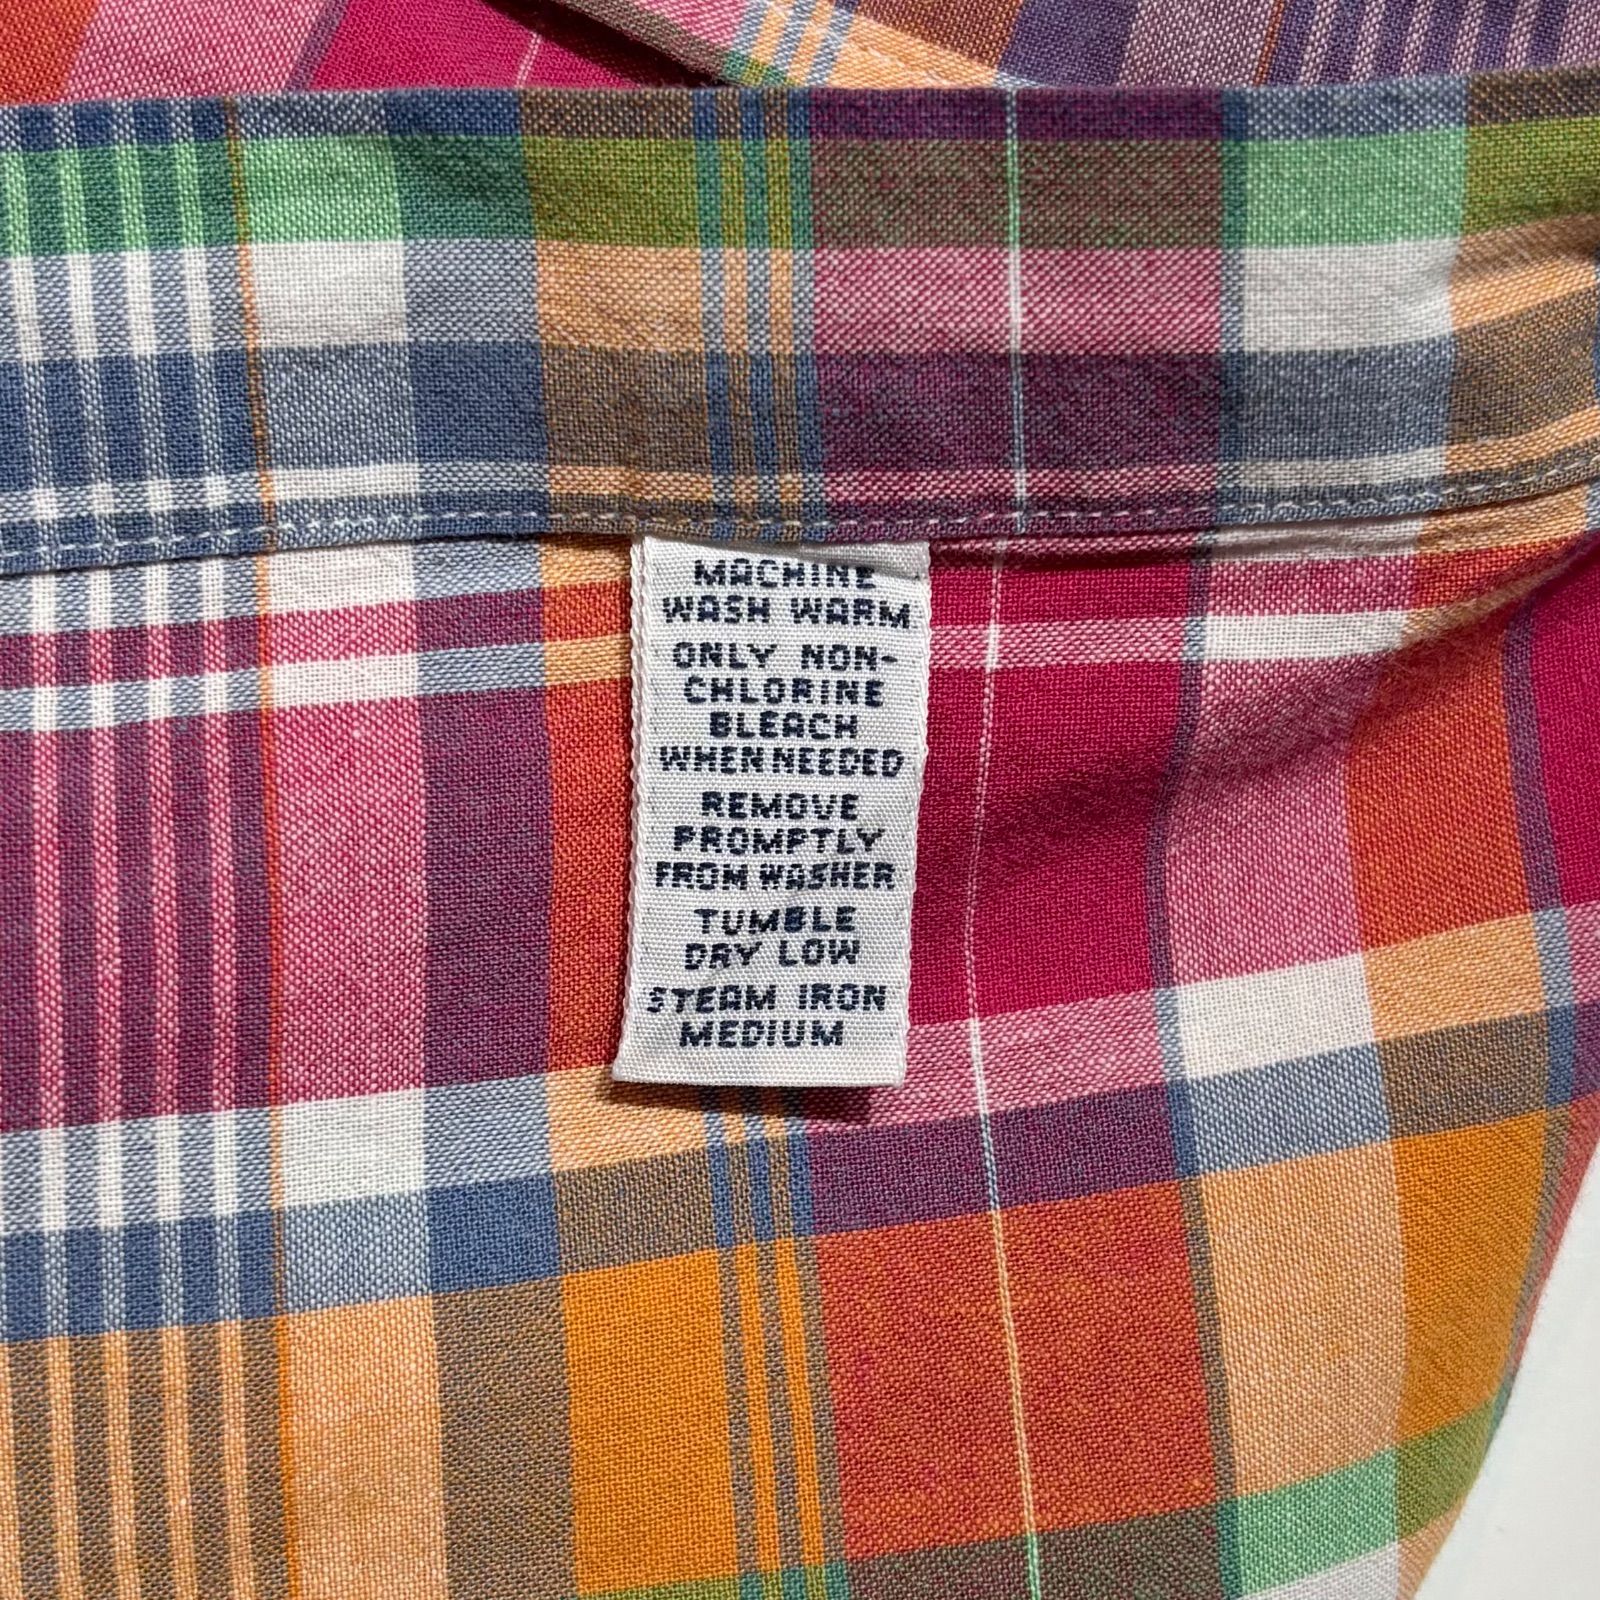 MACHINE
WASH WARM
ONLY NON-
CHLORINE
BLEACH
WHEN NEEDED
REMOVE
PROMPTLY
FROM WASHER
TUMBLE
DRY LOW
STEAM IRON
MEDIUM